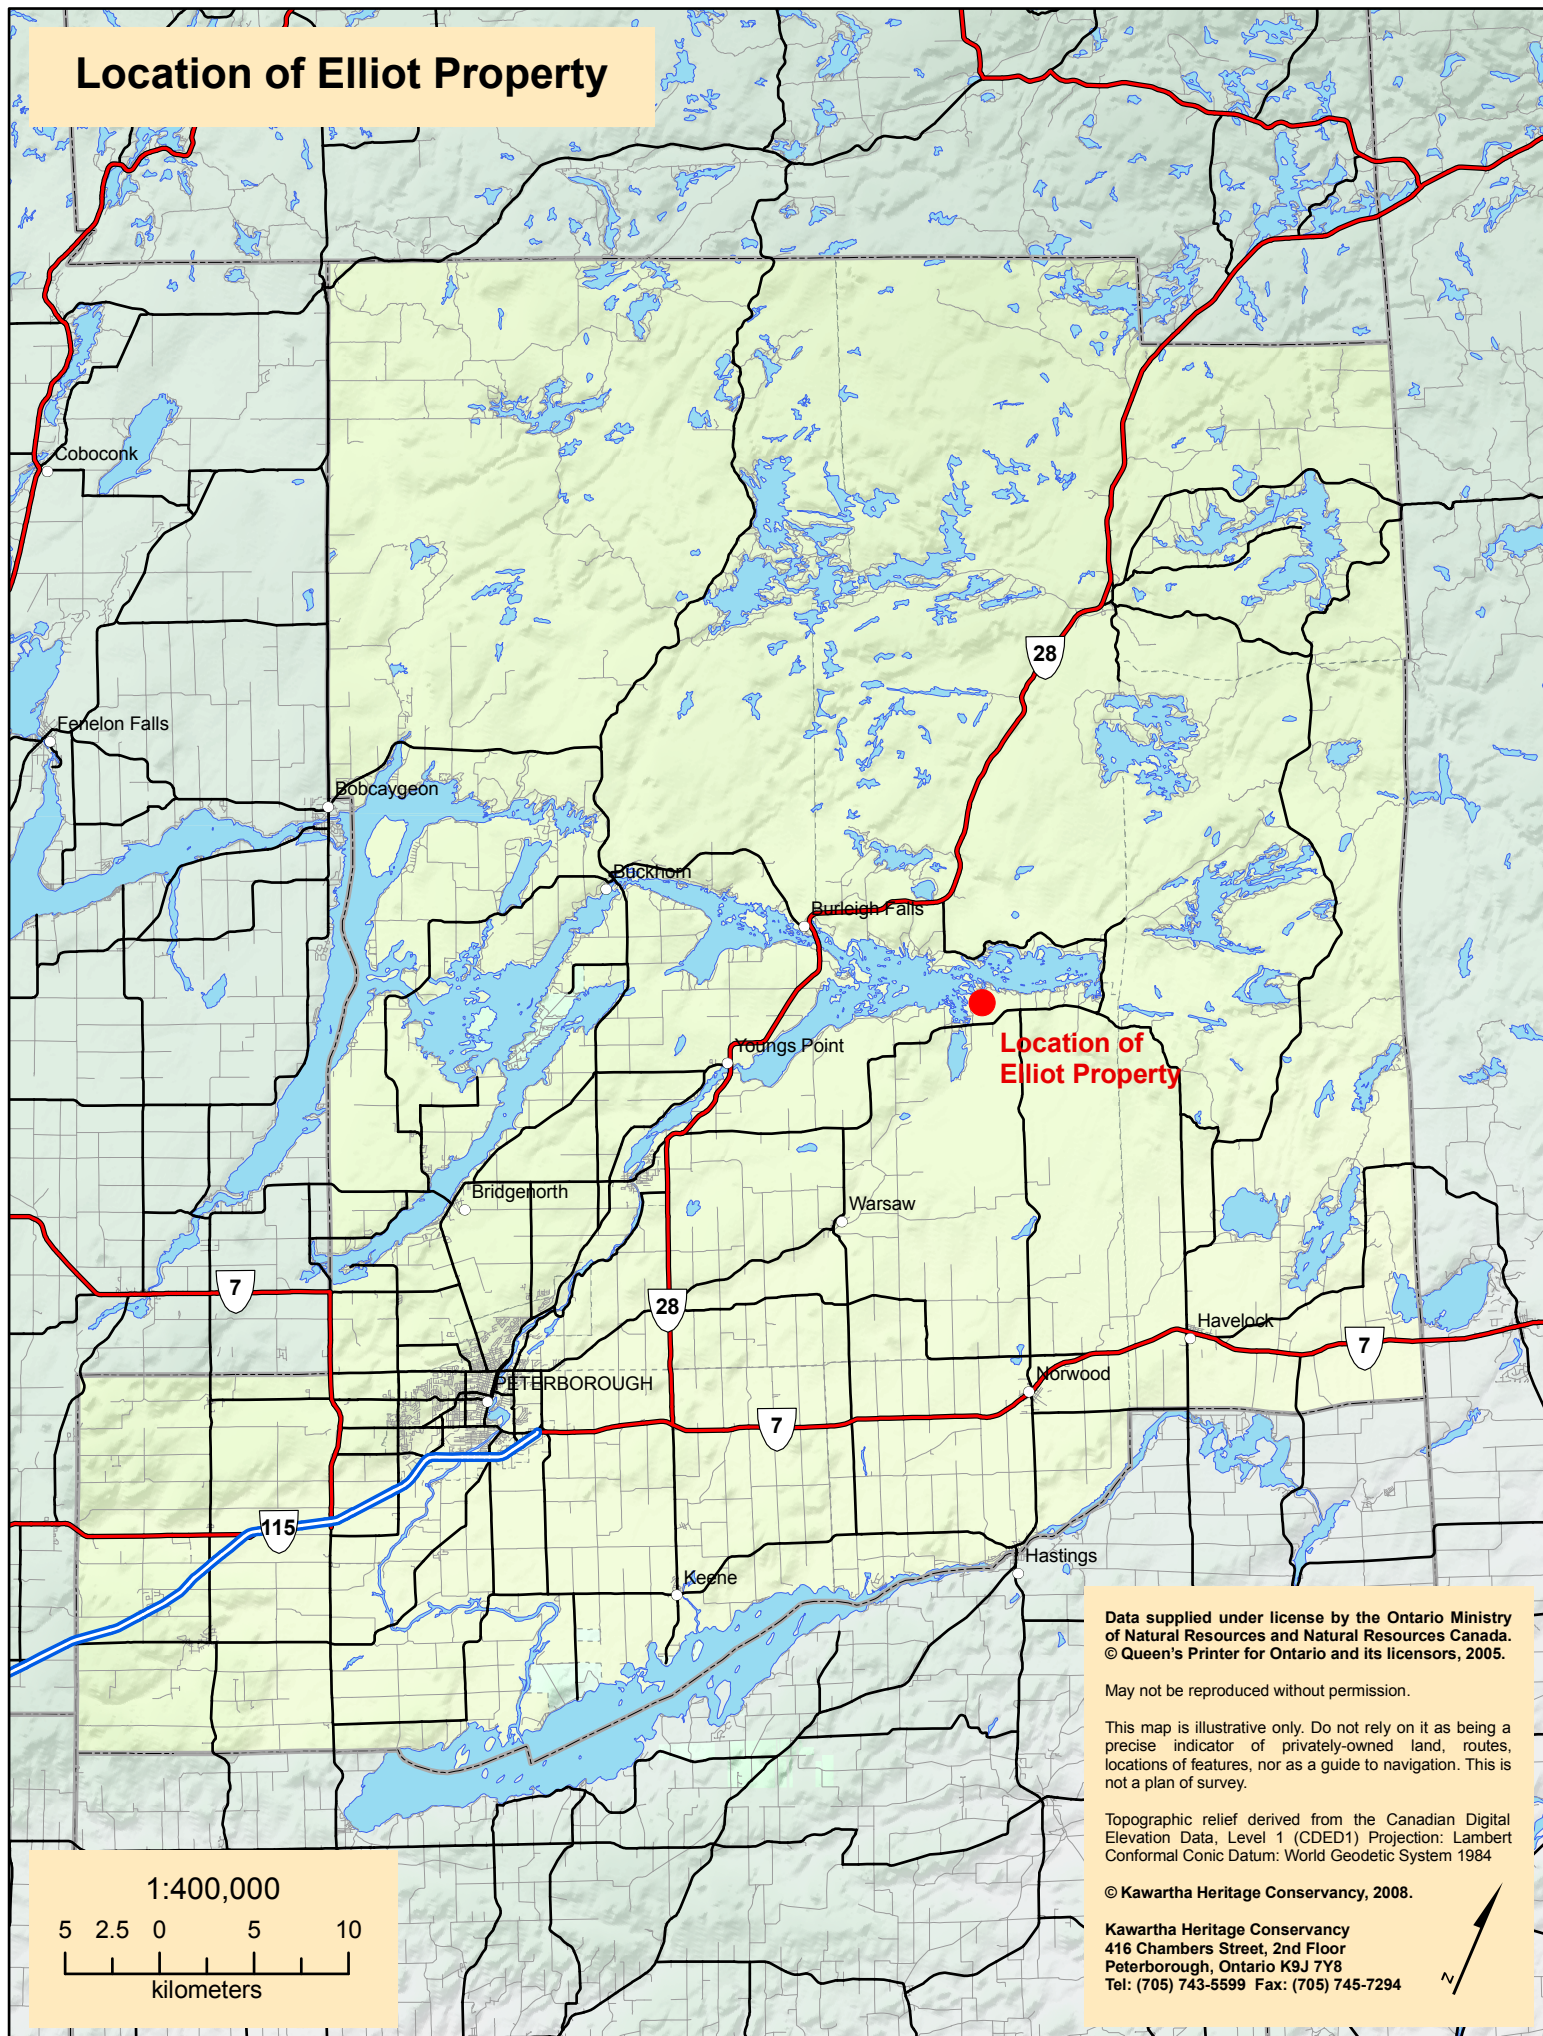 Location of Elliot Property
Coboconk
28
Fenelon Falls
Bobcaygeon
Buckhorn
Burleigh Falls
Location of
Elliot Property
Youngs Point
Bridgenorth
Warsaw
7
28
Havelock
7
Norwood
PETERBOROUGH
7
115
Hastings
Keene
Data supplied under license by the Ontario Ministry
of Natural Resources and Natural Resources Canada.
© Queen's Printer for Ontario and its licensors, 2005.
May not be reproduced without permission.
This map is illustrative only. Do not rely on it as being a
precise indicator of privately-owned land, routes,
locations of features, nor as a guide to navigation. This is
not a plan of survey.
Topographic relief derived from the Canadian Digital
Elevation Data, Level 1 (CDED1) Projection: Lambert
Conformal Conic Datum: World Geodetic System 1984
© Kawartha Heritage Conservancy, 2008.
Kawartha Heritage Conservancy
416 Chambers Street, 2nd Floor
Peterborough, Ontario K9J 7Y8
Tel: (705) 743-5599 Fax: (705) 745-7294
N
1:400,000
5 2.5 0 5 10
kilometers